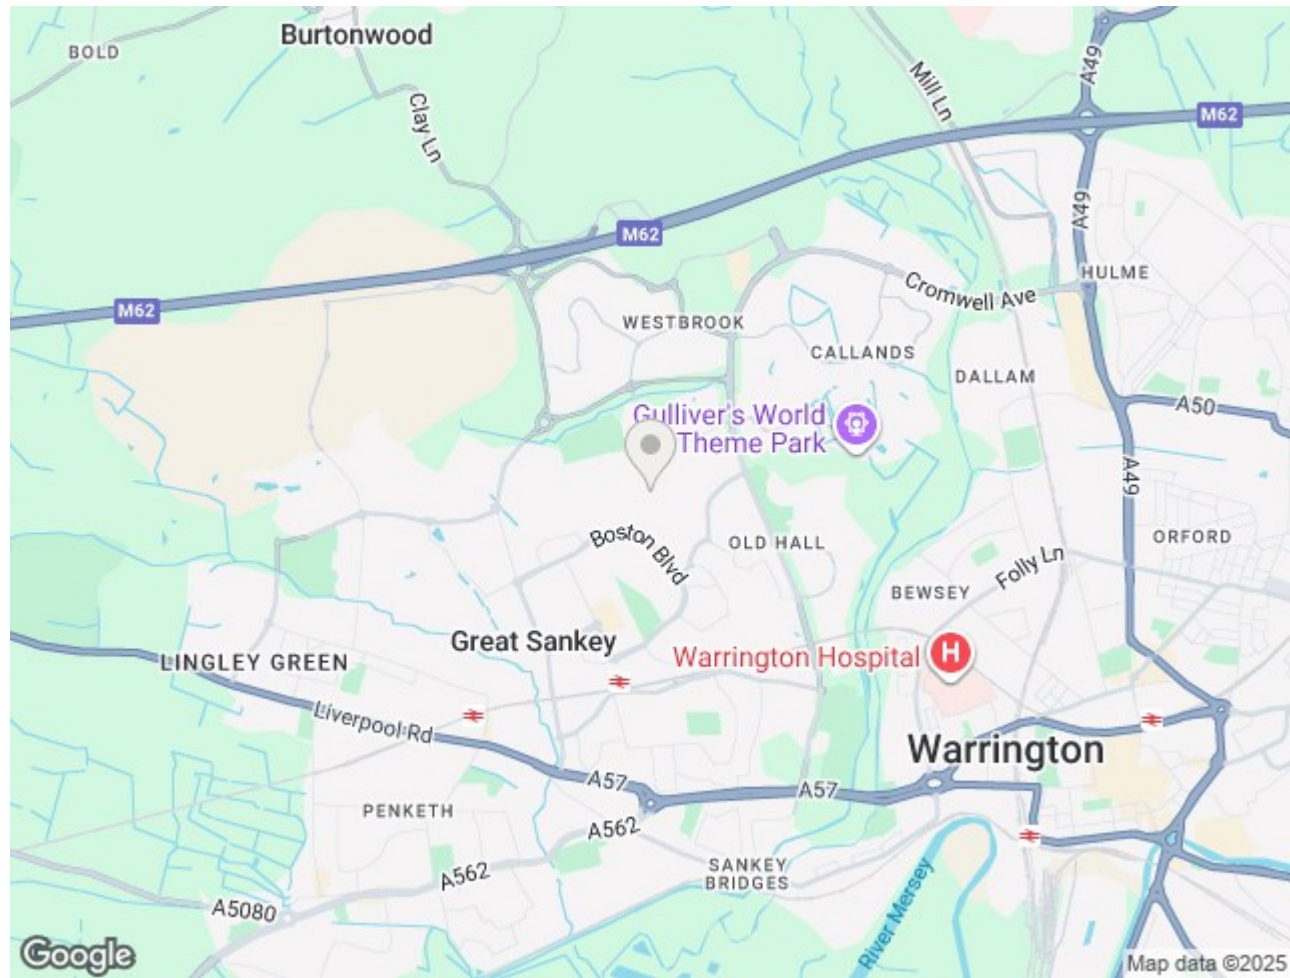 Burtonwood
BOLD
Clay Ln
Mill Ln
A49
M62
M62
A49
M62
HULME
Cromwell Ave
WESTBROOK
CALLANDS
DALLAM
A50
Gulliver's World
Theme Park
A49
Boston Blvd
OLD HALL
ORFORD
Folly Ln
BEWSEY
Great Sankey
LINGLEY GREEN
Warrington Hospital
H
Liverpool Rd
Warrington
A57
A57
PENKETH
A562
SANKEY
BRIDGES
A562
A5080
River Mersey
Google
Map data ©2025